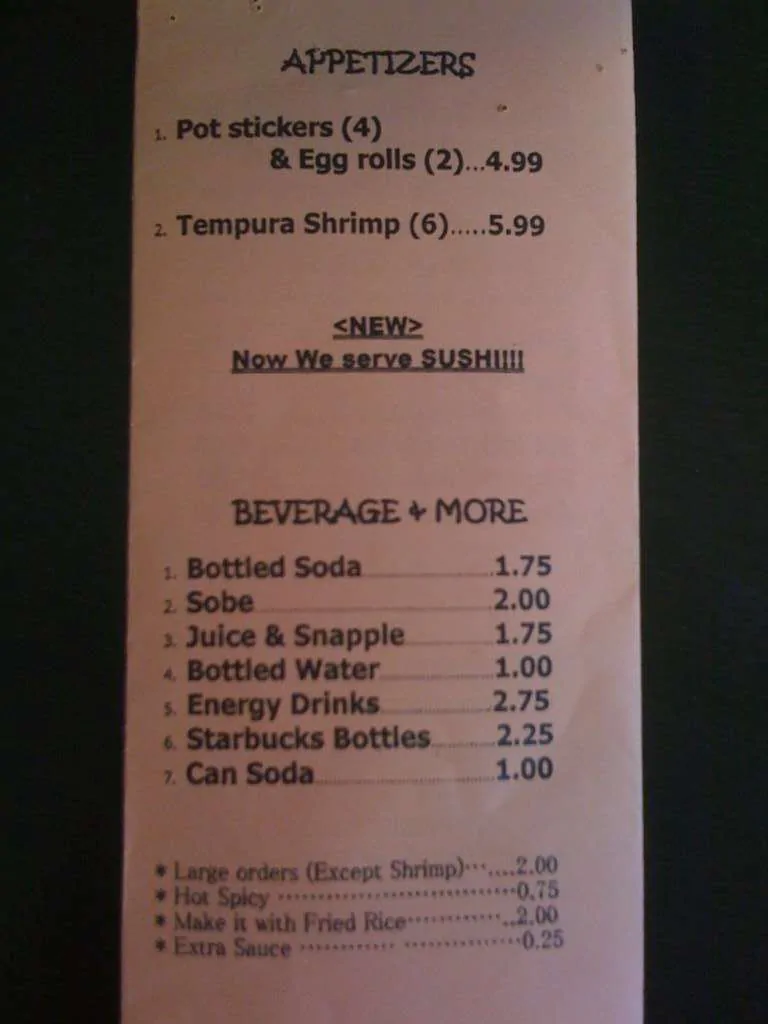 APPETIZERS
1. Pot stickers (4)
& Egg rolls (2)...4.99
2. Tempura Shrimp (6).....5.99
<NEW>
Now We serve SUSHI!!!!
BEVERAGE & MORE
1. Bottled Soda..............................1.75
2. Sobe..............................2.00
3. Juice & Snapple....................1.75
4. Bottled Water....................1.00
5. Energy Drinks....................2.75
6. Starbucks Bottles...............2.25
7. Can Soda..............................1.00
* Large orders (Except Shrimp).......2.00
* Hot Spicy ..............................0.75
* Make it with Fried Rice..............2.00
* Extra Sauce ............ ...............0.25